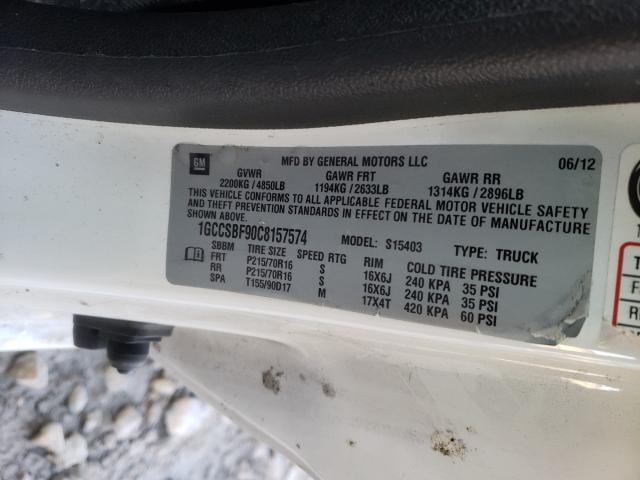 GM
MFD BY GENERAL MOTORS LLC 06/12
GVWR GAWR FRT GAWR RR
2200KG / 4850LB 1194KG / 2633LB 1314KG / 2896LB
THIS VEHICLE CONFORMS TO ALL APPLICABLE FEDERAL MOTOR VEHICLE SAFETY
AND THEFT PREVENTION STANDARDS IN EFFECT ON THE DATE OF MANUFACTURE
1GCCSBF90C8157574 MODEL: S15403 TYPE: TRUCK
SBBM TIRE SIZE SPEED RTG RIM COLD TIRE PRESSURE
FRT P215/70R16 S 16X6J 240 KPA 35 PSI
RR P215/70R16 S 16X6J 240 KPA 35 PSI
SPA T155/90D17 M 17X4T 420 KPA 60 PSI